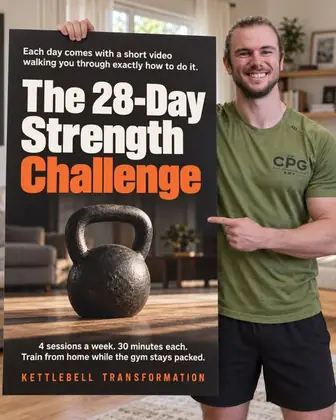 Each day comes with a short video
walking you through exactly how to do it.
The 28-Day
Strength
Challenge
4 sessions a week. 30 minutes each.
Train from home while the gym stays packed.
KETTLEBELL TRANSFORMATION
CPG